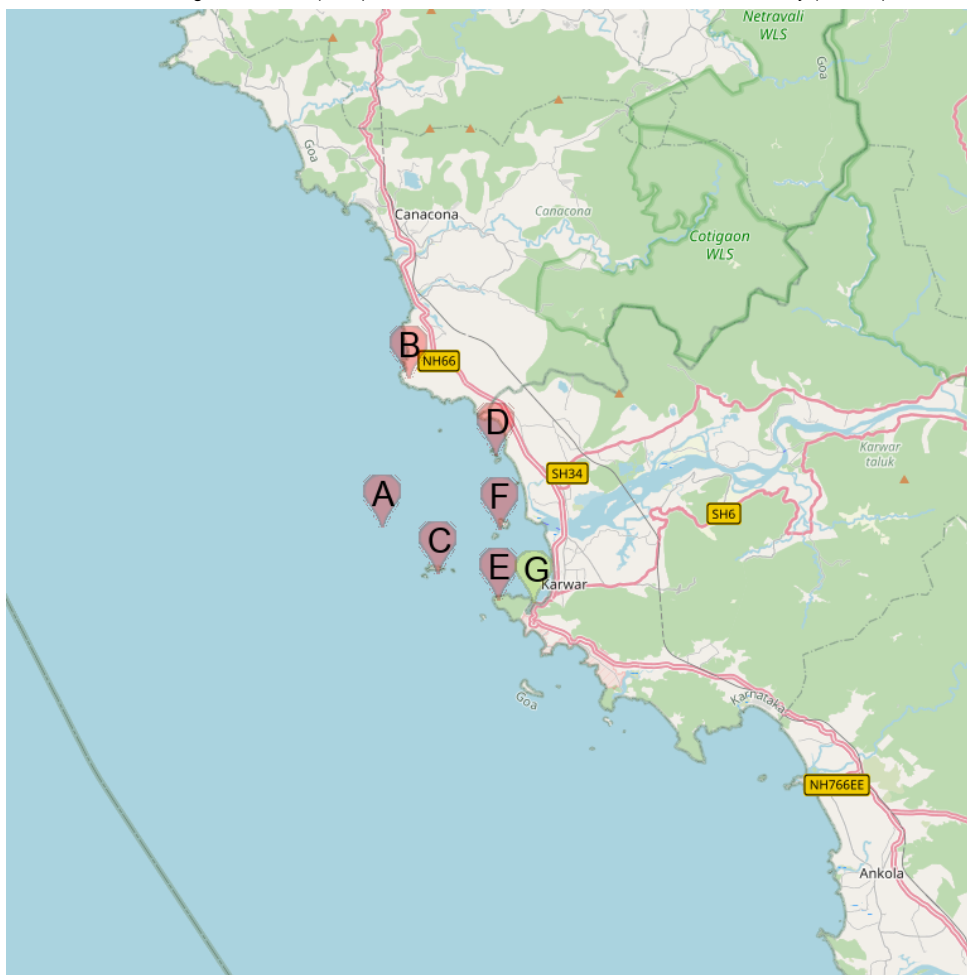 Netravali
WLS
Goa
Goa
Canacona
Canacona
Cotigaon
WLS
B
NH66
D
Karwar
taluk
SH34
A
F
SH6
C
E
G
Karwar
Goa
Karnataka
NH766EE
Ankola